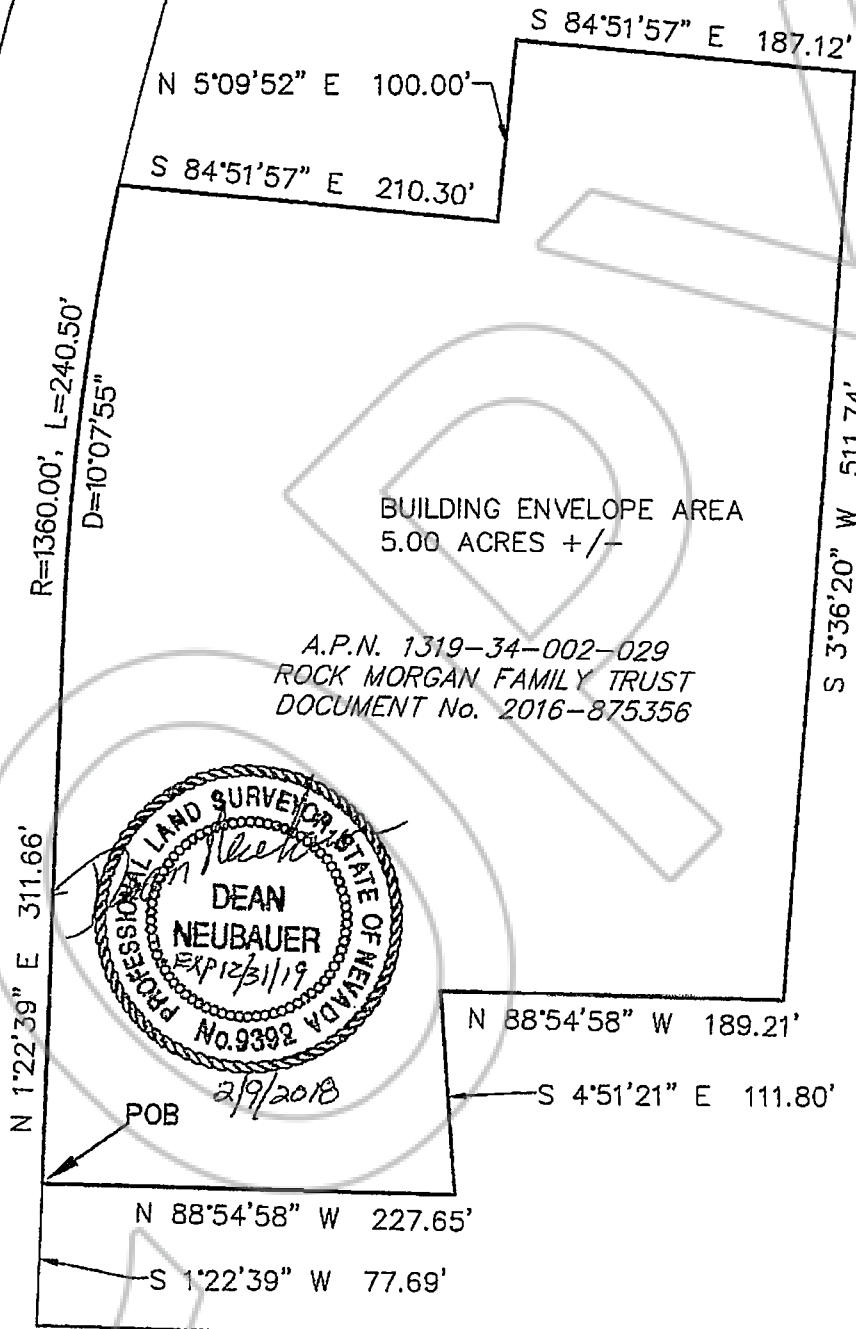 S 84°51'57" E 187.12'
N 5°09'52" E 100.00'
S 84°51'57" E 210.30'
R=1360.00', L=240.50'
D=10°07'55"
BUILDING ENVELOPE AREA
5.00 ACRES +/-
S 3°36'20" W 511.74'
A.P.N. 1319-34-002-029
ROCK MORGAN FAMILY TRUST
DOCUMENT No. 2016-875356
N 1°22'39" E 311.66'
PROFESSIONAL LAND SURVEYOR STATE OF NEVADA
DEAN
NEUBAUER
EXP 12/31/19
No.9392
2/9/2018
N 88°54'58" W 189.21'
S 4°51'21" E 111.80'
POB
N 88°54'58" W 227.65'
S 1°22'39" W 77.69'